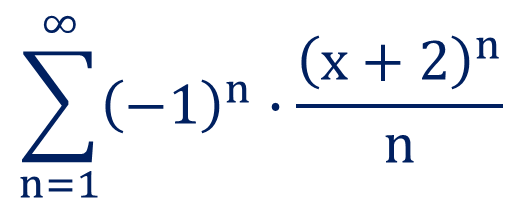 ∞
∑ (−1)ⁿ · (x + 2)ⁿ / n
n=1